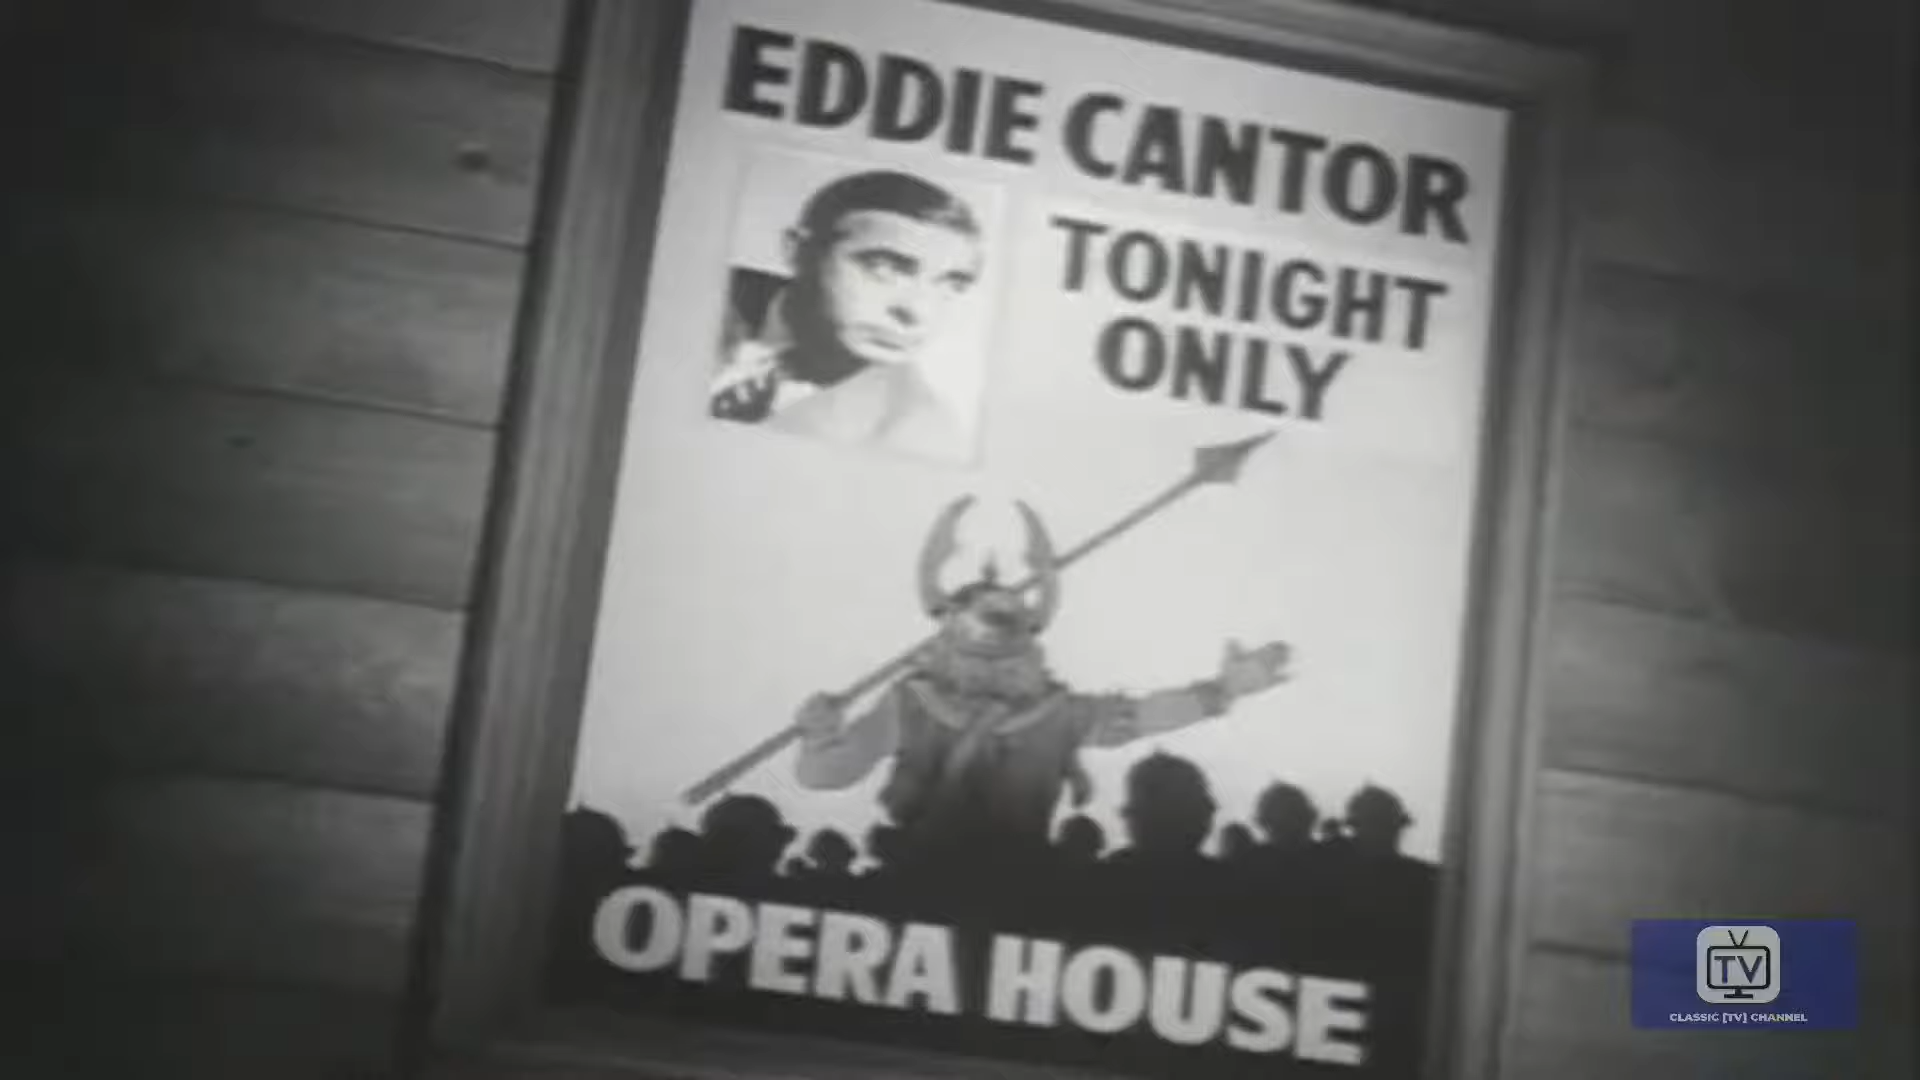 EDDIE CANTOR
TONIGHT
ONLY
OPERA HOUSE
TV
CLASSIC [TV] CHANNEL